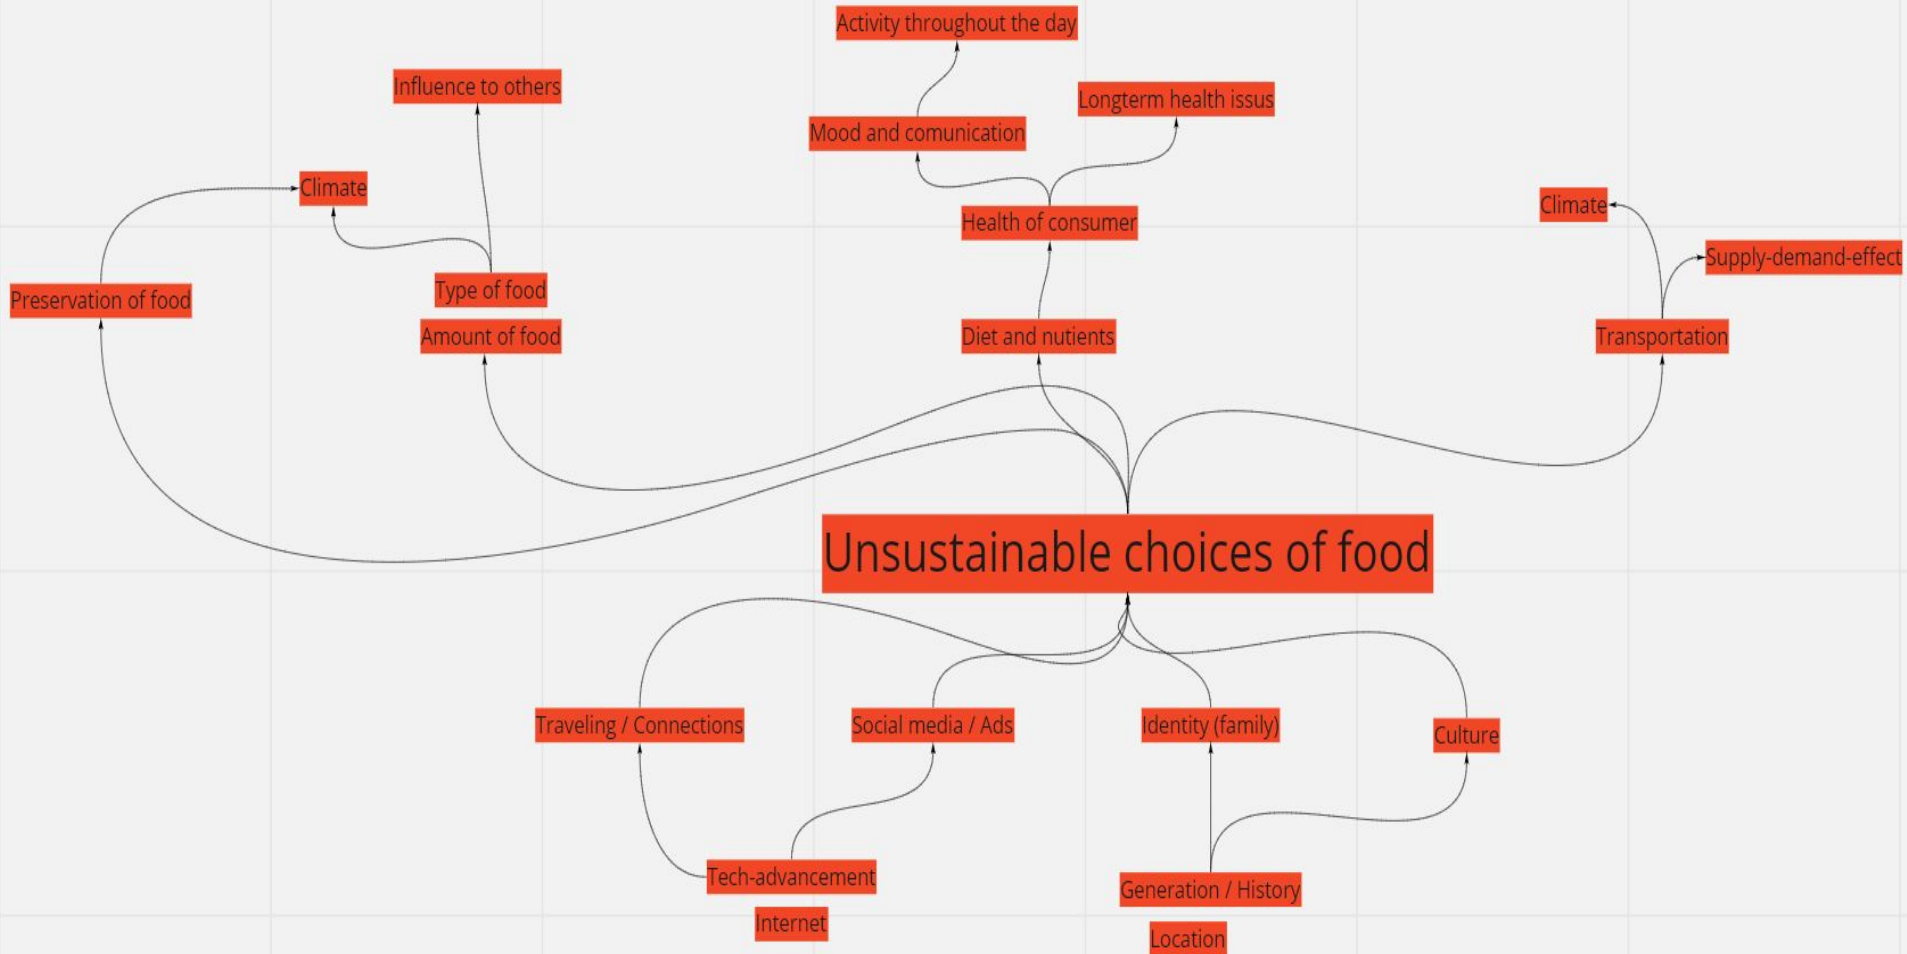 Activity throughout the day
Influence to others
Longterm health issus
Mood and comunication
Climate
Climate
Health of consumer
Supply-demand-effect
Type of food
Preservation of food
Amount of food
Diet and nutients
Transportation
Unsustainable choices of food
Traveling / Connections
Social media / Ads
Identity (family)
Culture
Tech-advancement
Generation / History
Internet
Location